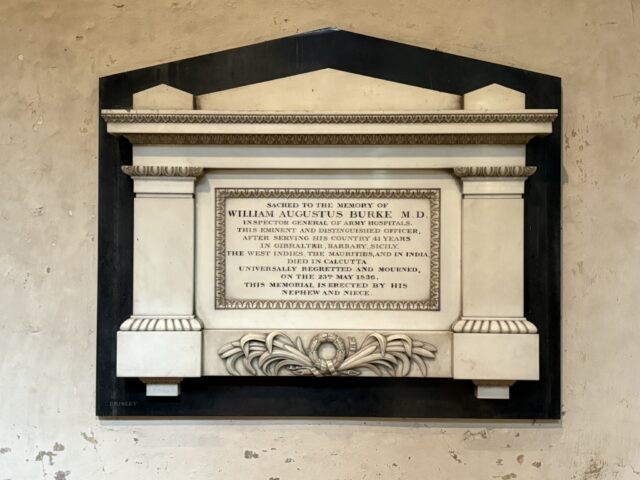 SACRED TO THE MEMORY OF
WILLIAM AUGUSTUS BURKE M.D.
INSPECTOR GENERAL OF ARMY HOSPITALS.
THIS EMINENT AND DISTINGUISHED OFFICER,
AFTER SERVING HIS COUNTRY 41 YEARS
IN GIBRALTAR, BARBARY, SICILY.
THE WEST INDIES, THE MAURITIUS, AND IN INDIA,
DIED IN CALCUTTA
UNIVERSALLY REGRETTED AND MOURNED,
ON THE 23RD MAY 1836.
THIS MEMORIAL IS ERECTED BY HIS
NEPHEW AND NIECE.